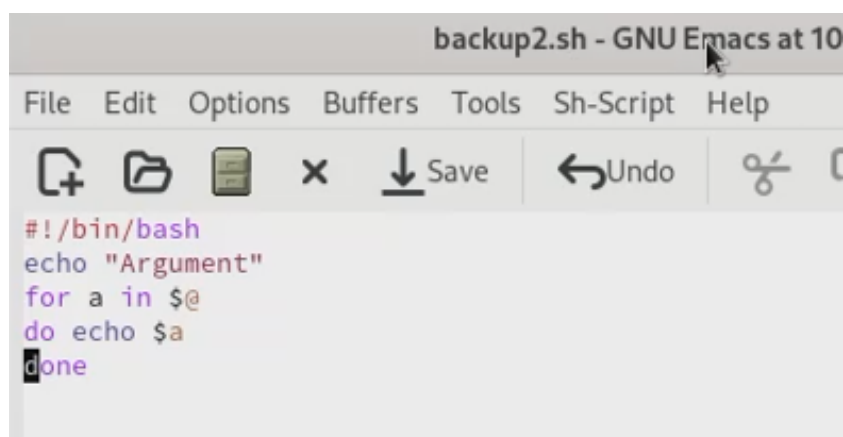 backup2.sh - GNU Emacs at 10
File Edit Options Buffers Tools Sh-Script Help
Save Undo
#!/bin/bash
echo "Argument"
for a in $@
do echo $a
done